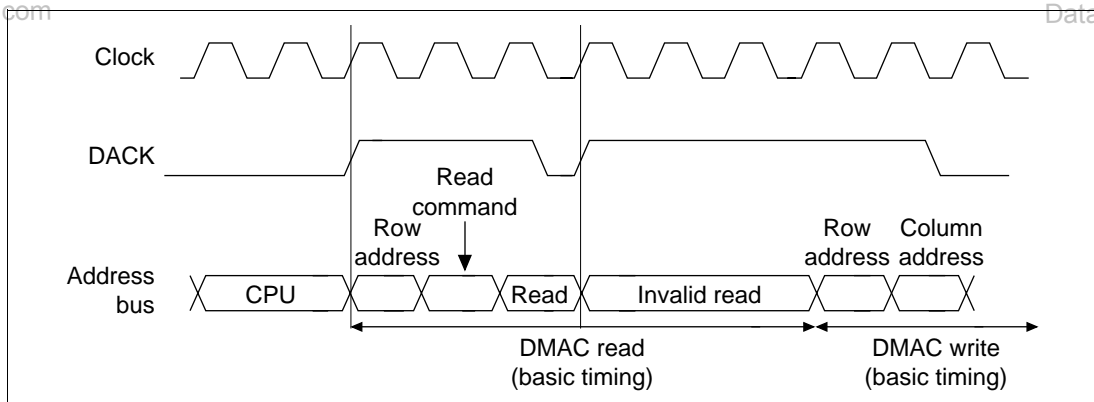 com
Data
Clock
DACK
Read
command
Row
address
Row
address
Column
address
Address
bus
CPU
Read
Invalid read
DMAC read
(basic timing)
DMAC write
(basic timing)